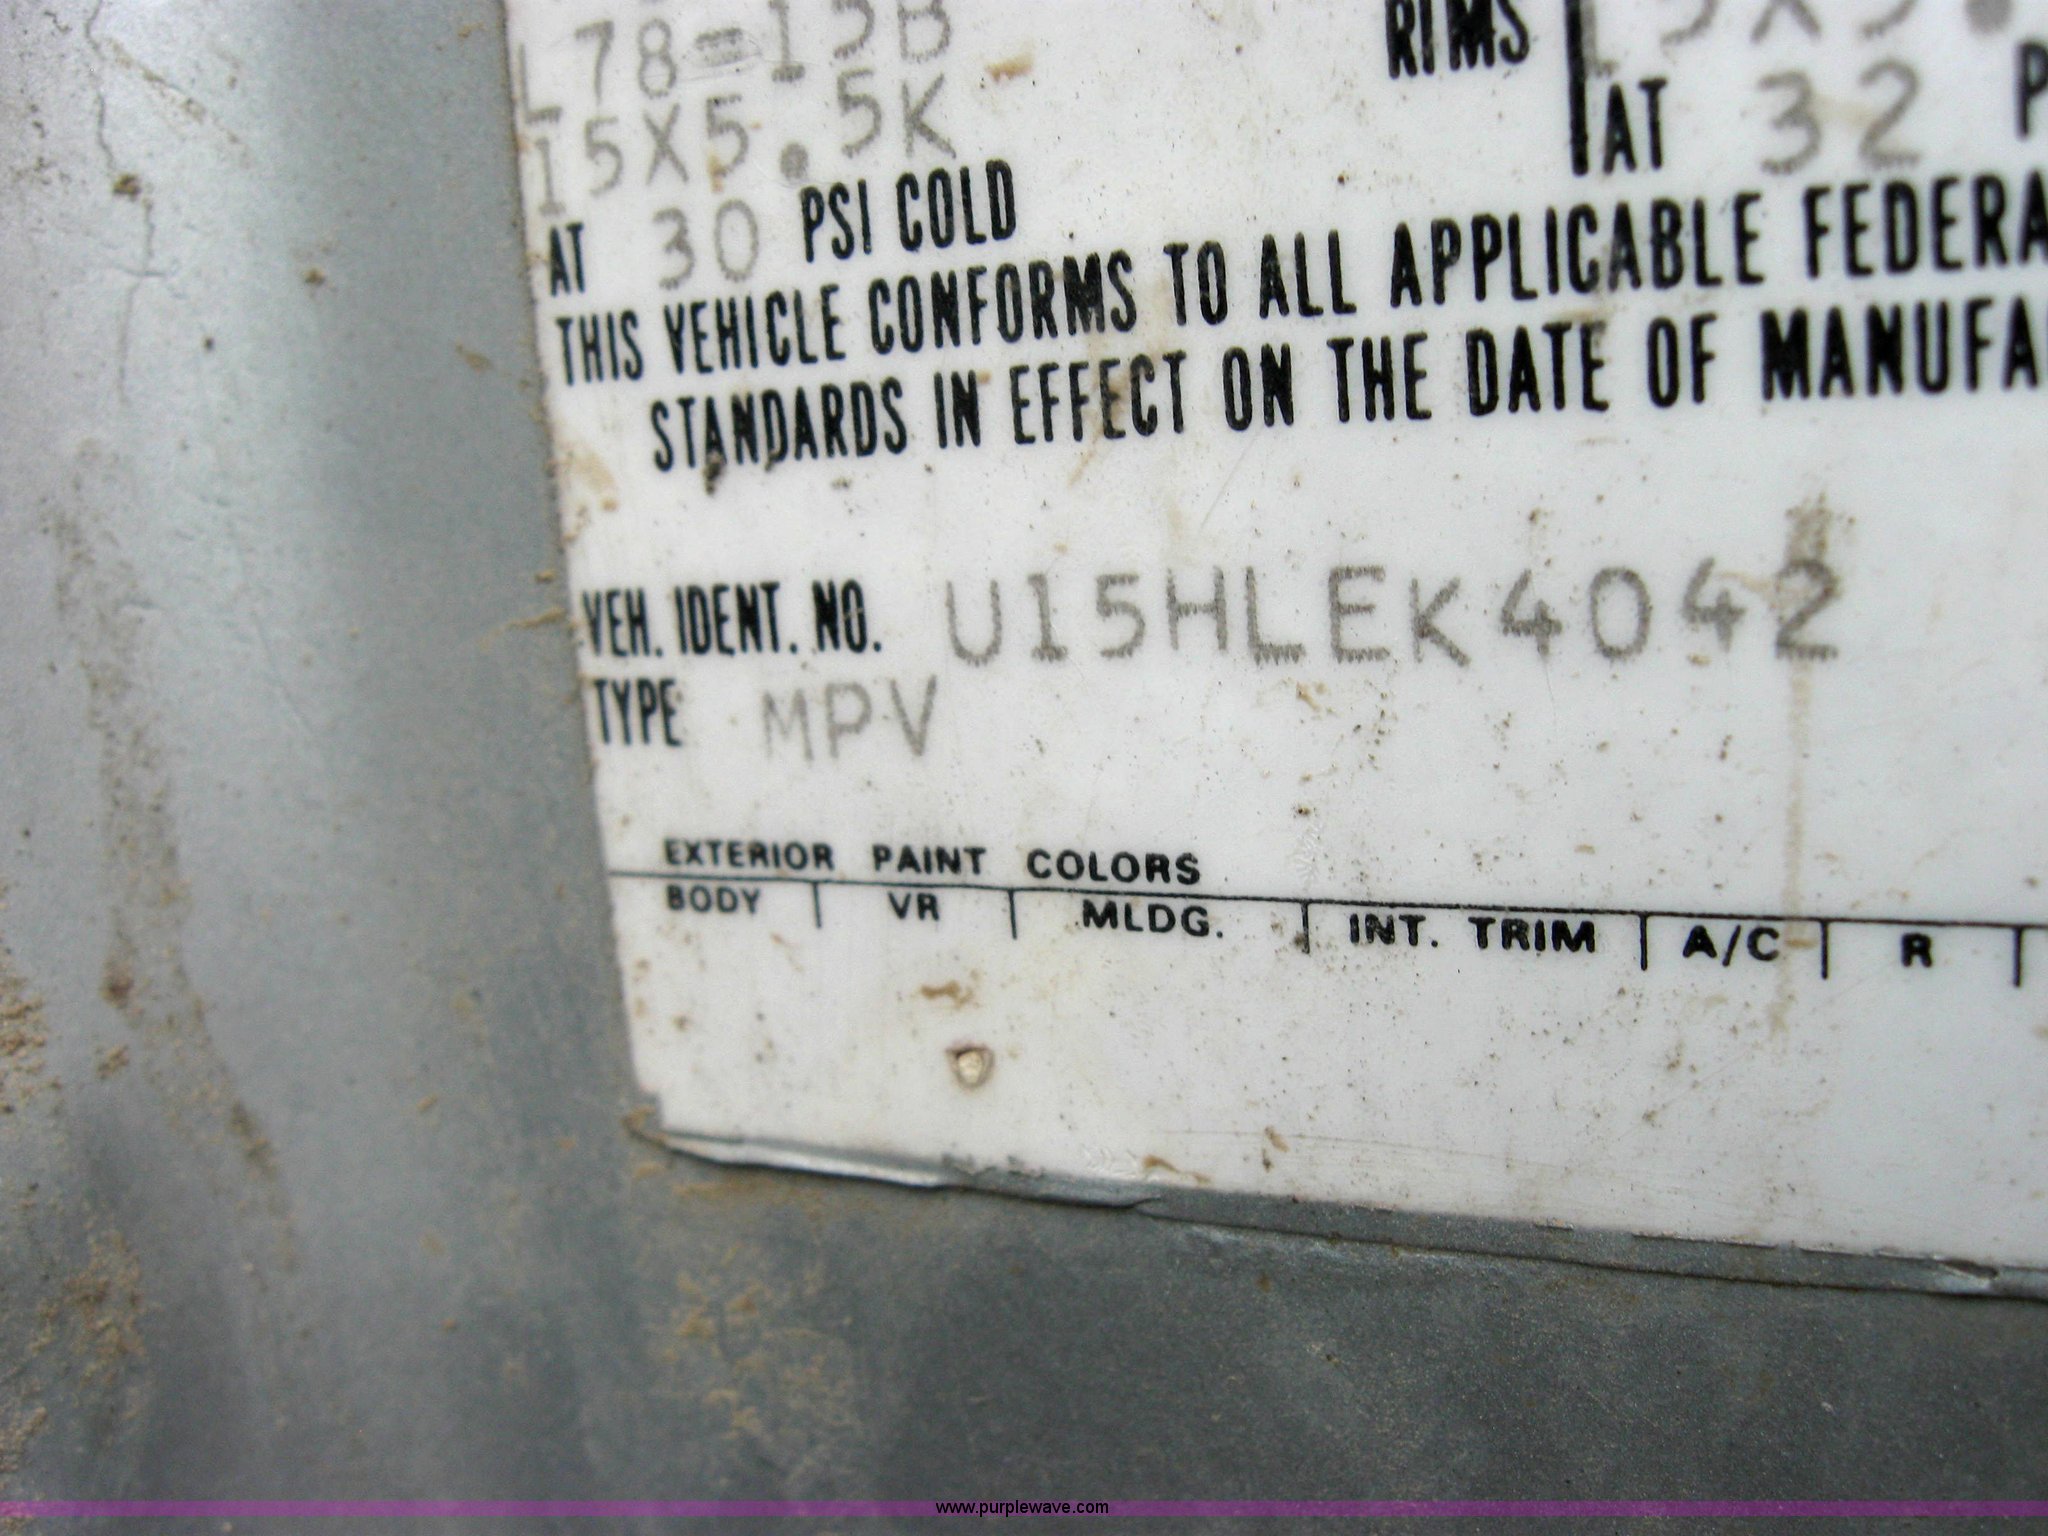 L78-15B
RIMS 15X5.
15X5.5K
AT 32 P
AT 30 PSI COLD
THIS VEHICLE CONFORMS TO ALL APPLICABLE FEDERA
STANDARDS IN EFFECT ON THE DATE OF MANUFA
VEH. IDENT. NO. U15HLEK4042
TYPE MPV
EXTERIOR PAINT COLORS
BODY VR MLDG. INT. TRIM A/C R
www.purplewave.com